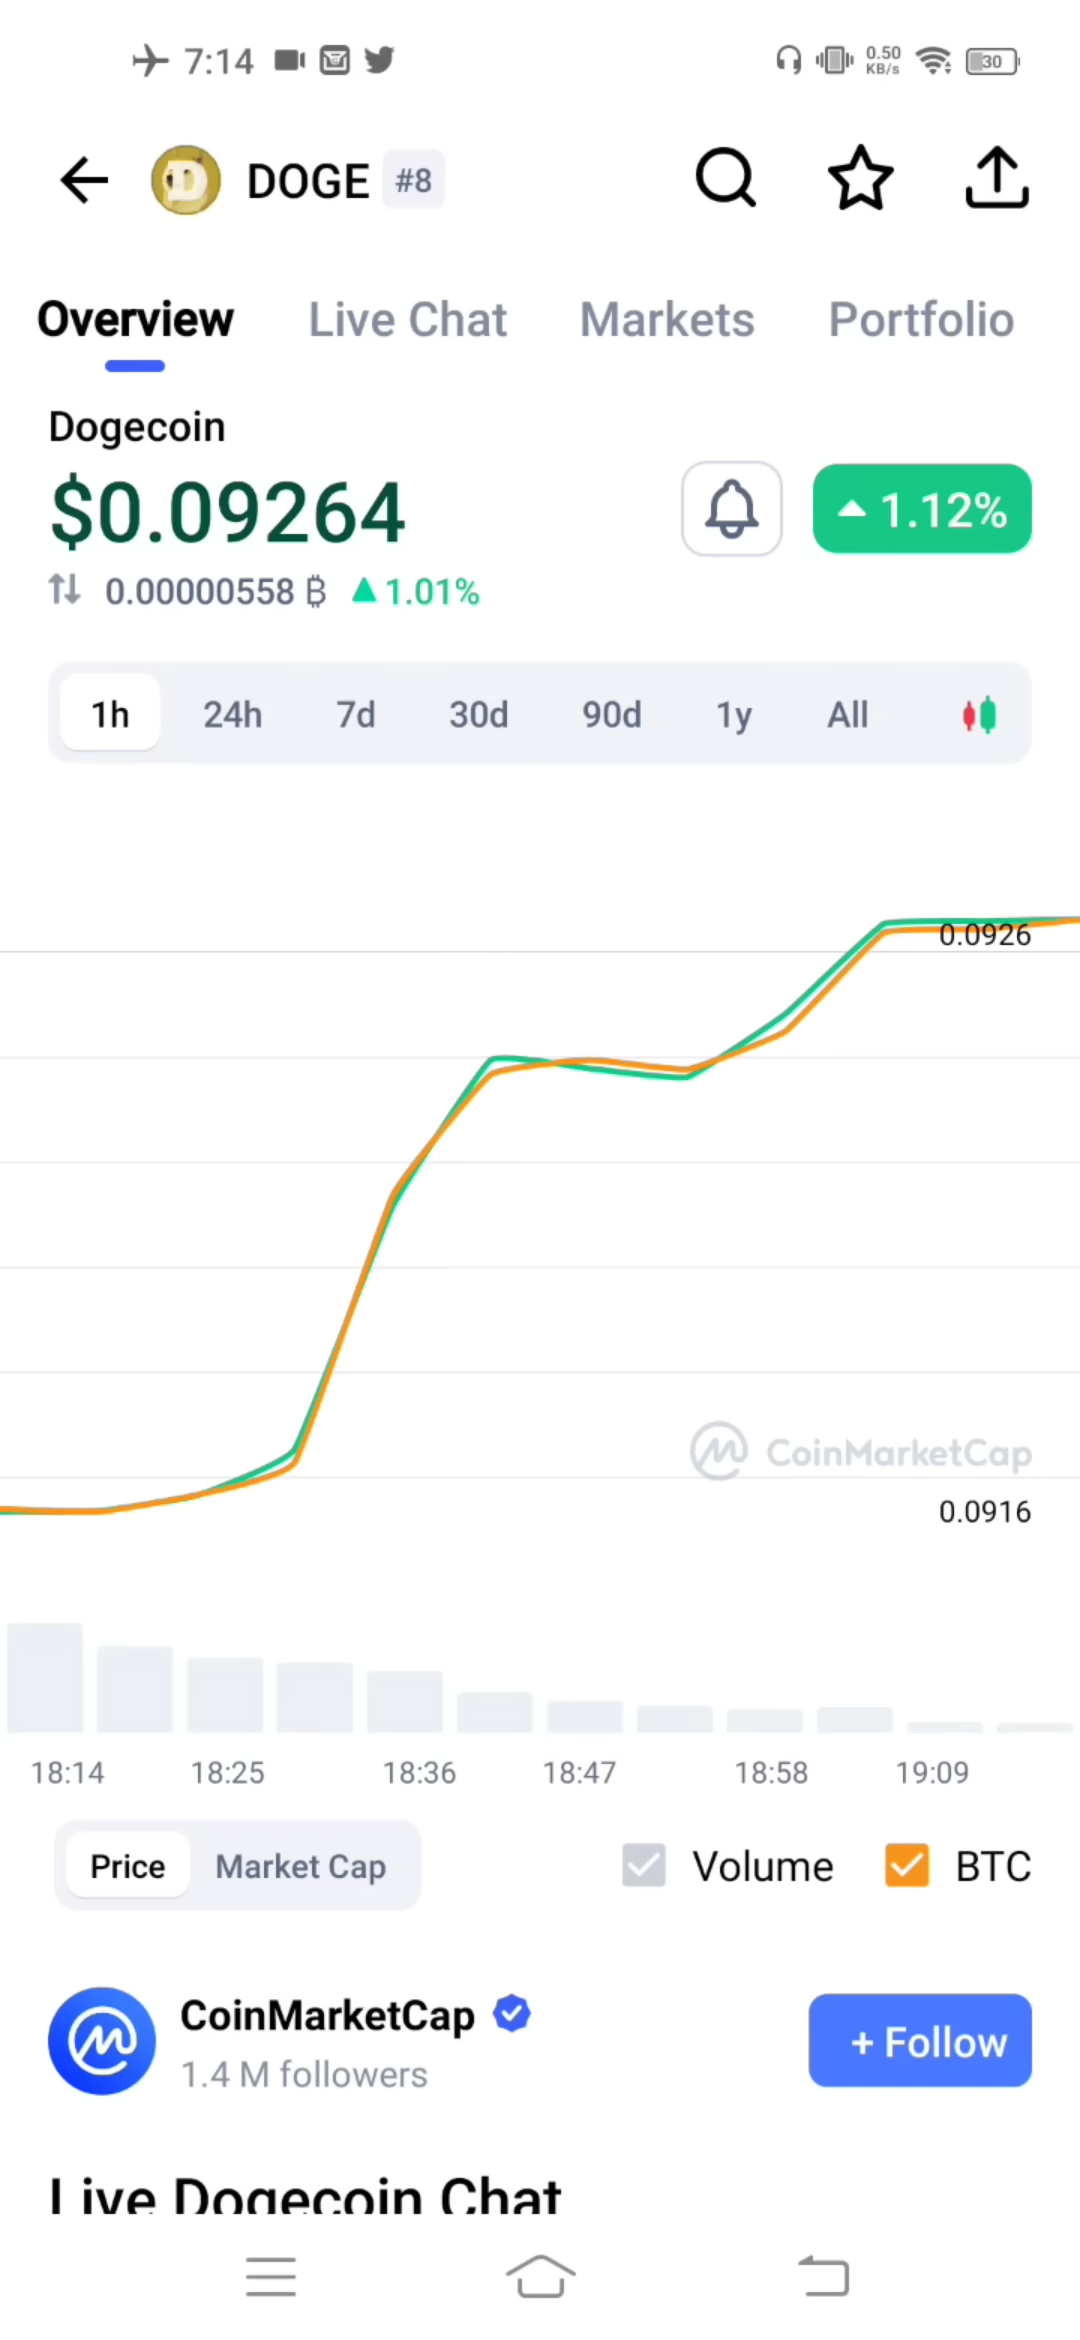 7:14
0.50
KB/s
30
DOGE #8
Overview Live Chat Markets Portfolio
Dogecoin
$0.09264
1.12%
0.00000558 ₿ 1.01%
1h 24h 7d 30d 90d 1y All
0.0926
CoinMarketCap
0.0916
18:14 18:25 18:36 18:47 18:58 19:09
Price Market Cap Volume BTC
CoinMarketCap
+ Follow
1.4 M followers
Live Dogecoin Chat